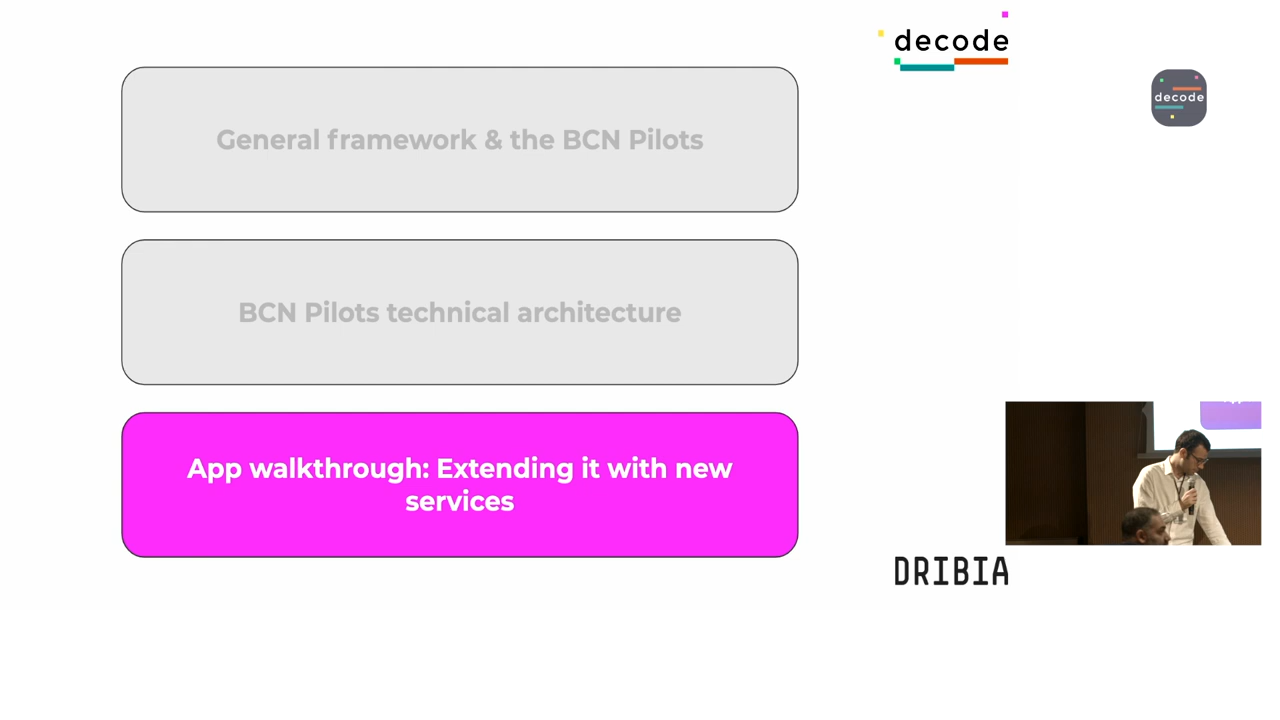 decode
decode
General framework & the BCN Pilots
BCN Pilots technical architecture
App walkthrough: Extending it with new
services
DRIBIA